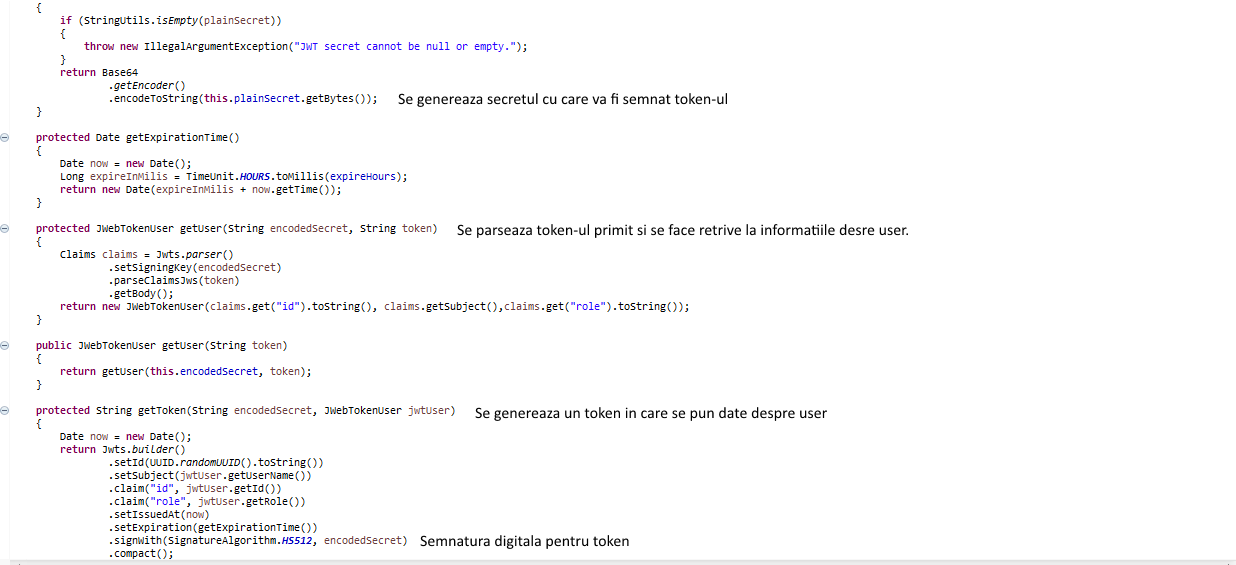 {
if (StringUtils.isEmpty(plainSecret))
{
throw new IllegalArgumentException("JWT secret cannot be null or empty.");
}
return Base64
.getEncoder()
.encodeToString(this.plainSecret.getBytes()); Se genereaza secretul cu care va fi semnat token-ul
}
protected Date getExpirationTime()
{
Date now = new Date();
Long expireInMilis = TimeUnit.HOURS.toMillis(expireHours);
return new Date(expireInMilis + now.getTime());
}
protected JWebTokenUser getUser(String encodedSecret, String token) Se parseaza token-ul primit si se face retrive la informatiile desre user.
{
Claims claims = Jwts.parser()
.setSigningKey(encodedSecret)
.parseClaimsJws(token)
.getBody();
return new JWebTokenUser(claims.get("id").toString(), claims.getSubject(),claims.get("role").toString());
}
public JWebTokenUser getUser(String token)
{
return getUser(this.encodedSecret, token);
}
protected String getToken(String encodedSecret, JWebTokenUser jwtUser) Se genereaza un token in care se pun date despre user
{
Date now = new Date();
return Jwts.builder()
.setId(UUID.randomUUID().toString())
.setSubject(jwtUser.getUserName())
.claim("id", jwtUser.getId())
.claim("role", jwtUser.getRole())
.setIssuedAt(now)
.setExpiration(getExpirationTime())
.signWith(SignatureAlgorithm.HS512, encodedSecret) Semnatura digitala pentru token
.compact();